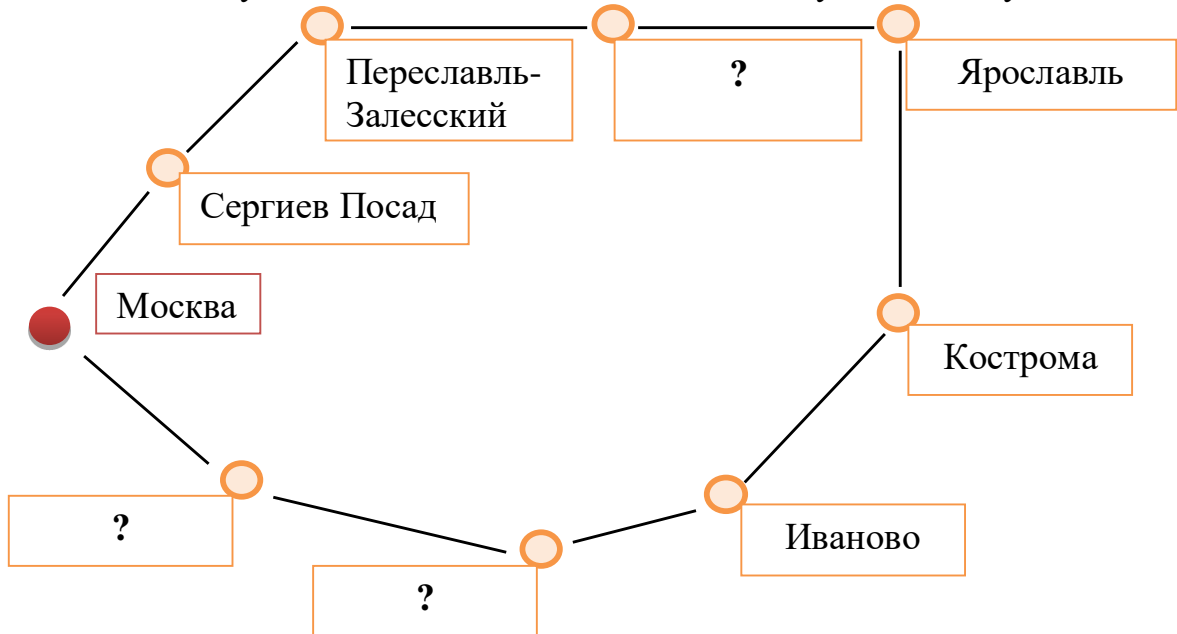 Переславль-
Залесский
?
Ярославль
Сергиев Посад
Москва
Кострома
?
Иваново
?